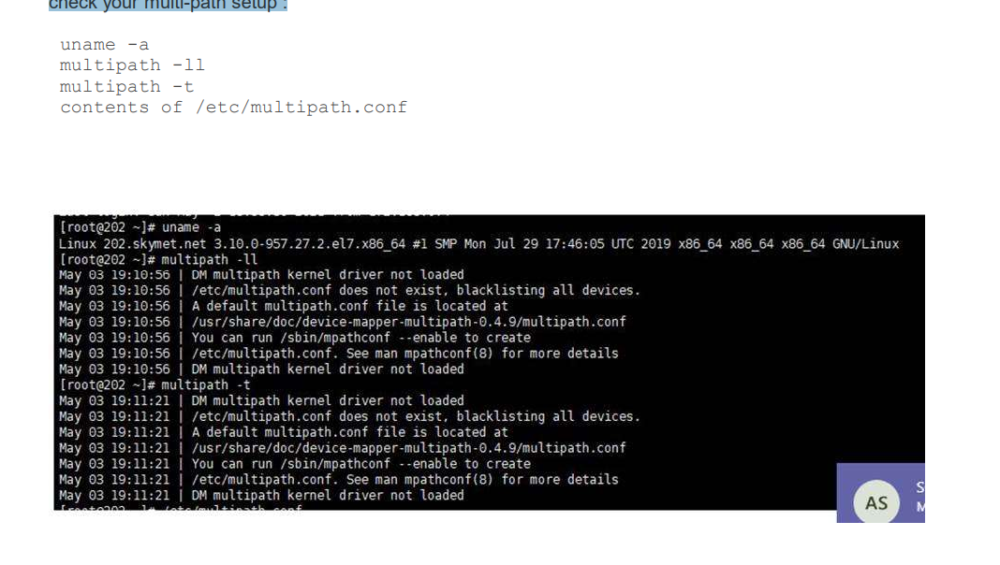 check your multi-path setup :
uname -a
multipath -ll
multipath -t
contents of /etc/multipath.conf
[root@202 ~]# uname -a
Linux 202.skymet.net 3.10.0-957.27.2.el7.x86_64 #1 SMP Mon Jul 29 17:46:05 UTC 2019 x86_64 x86_64 x86_64 GNU/Linux
[root@202 ~]# multipath -ll
May 03 19:10:56 | DM multipath kernel driver not loaded
May 03 19:10:56 | /etc/multipath.conf does not exist, blacklisting all devices.
May 03 19:10:56 | A default multipath.conf file is located at
May 03 19:10:56 | /usr/share/doc/device-mapper-multipath-0.4.9/multipath.conf
May 03 19:10:56 | You can run /sbin/mpathconf --enable to create
May 03 19:10:56 | /etc/multipath.conf. See man mpathconf(8) for more details
May 03 19:10:56 | DM multipath kernel driver not loaded
[root@202 ~]# multipath -t
May 03 19:11:21 | DM multipath kernel driver not loaded
May 03 19:11:21 | /etc/multipath.conf does not exist, blacklisting all devices.
May 03 19:11:21 | A default multipath.conf file is located at
May 03 19:11:21 | /usr/share/doc/device-mapper-multipath-0.4.9/multipath.conf
May 03 19:11:21 | You can run /sbin/mpathconf --enable to create
May 03 19:11:21 | /etc/multipath.conf. See man mpathconf(8) for more details
May 03 19:11:21 | DM multipath kernel driver not loaded
[root@202 ~]# /etc/multipath.conf
AS